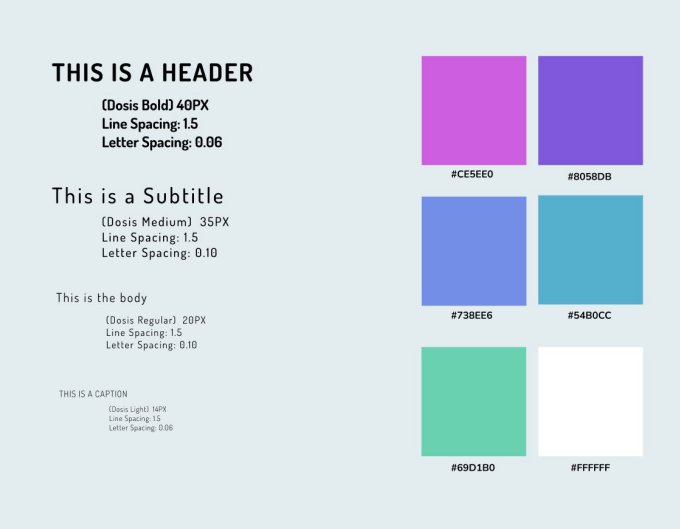 THIS IS A HEADER
(Dosis Bold) 40PX
Line Spacing: 1.5
Letter Spacing: 0.06
This is a Subtitle
(Dosis Medium) 35PX
Line Spacing: 1.5
Letter Spacing: 0.10
This is the body
(Dosis Regular) 20PX
Line Spacing: 1.5
Letter Spacing: 0.10
THIS IS A CAPTION
(Dosis Light) 14PX
Line Spacing: 1.5
Letter Spacing: 0.06
#CE5EE0
#8058DB
#738EE6
#54B0CC
#69D1B0
#FFFFFF